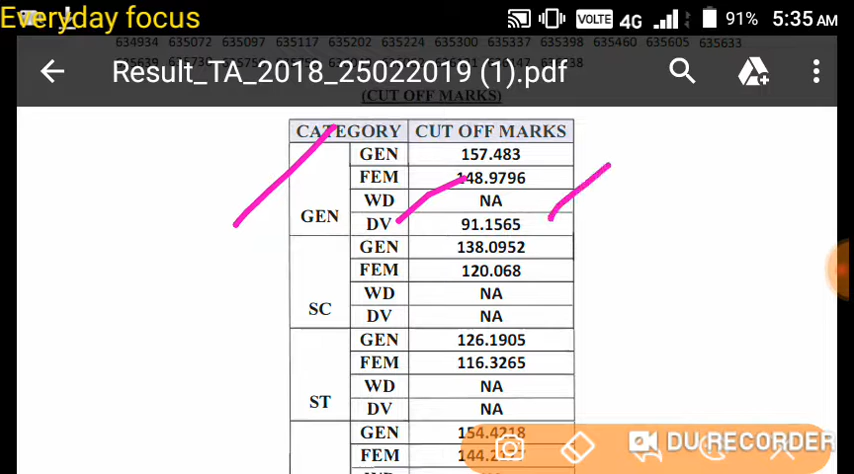 Everyday focus
VOLTE 4G 91% 5:35 AM
634934 635072 635097 635117 635202 635224 635300 635337 635398 635460 635605 635633
Result_TA_2018_25022019 (1).pdf
(CUT OFF MARKS)
CATEGORY CUT OFF MARKS
GEN 157.483
FEM 148.9796
WD NA
GEN DV 91.1565
GEN 138.0952
FEM 120.068
WD NA
SC DV NA
GEN 126.1905
FEM 116.3265
WD NA
ST DV NA
GEN 154.4218
FEM
DU RECORDER